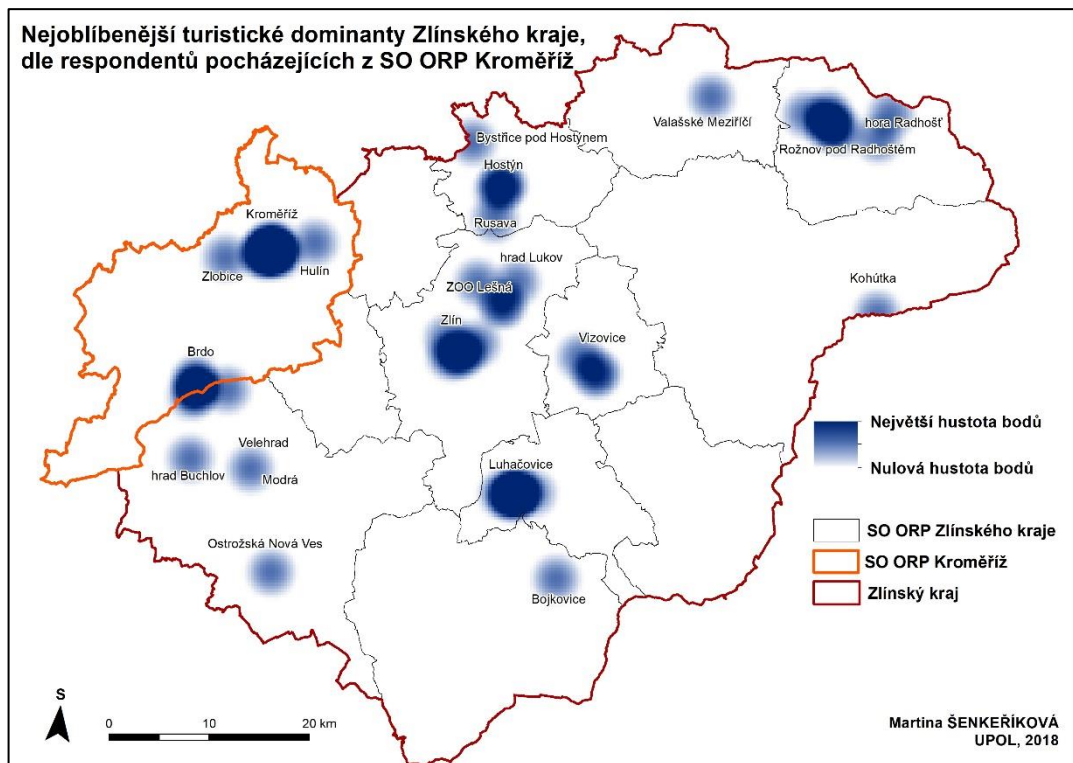 Nejoblíbenější turistické dominanty Zlínského kraje,
dle respondentů pocházejících z SO ORP Kroměříž
Valašské Meziříčí
hora Radhošť
Rožnov pod Radhoštěm
Bystřice pod Hostýnem
Hostýn
Rusava
Kroměříž
Zlobice
Hulín
hrad Lukov
ZOO Lešná
Kohútka
Zlín
Vizovice
Brdo
Velehrad
hrad Buchlov
Modrá
Luhačovice
Ostrožská Nová Ves
Bojkovice
Největší hustota bodů
Nulová hustota bodů
SO ORP Zlínského kraje
SO ORP Kroměříž
Zlínský kraj
S
0 10 20 km
Martina ŠENKEŘÍKOVÁ
UPOL, 2018